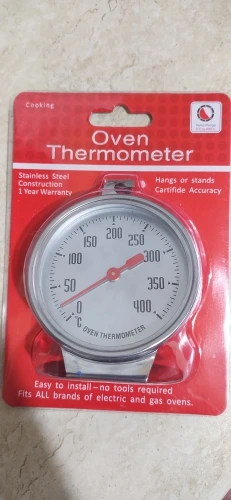 Cooking
Oven
Thermometer
Stainless Steel
Construction
1 Year Warranty
Hangs or stands
Cartifide Accuracy
0
50
100
150
200
250
300
350
400
°C
OVEN THERMOMETER
Easy to install—no tools required
Fits ALL brands of electric and gas ovens.